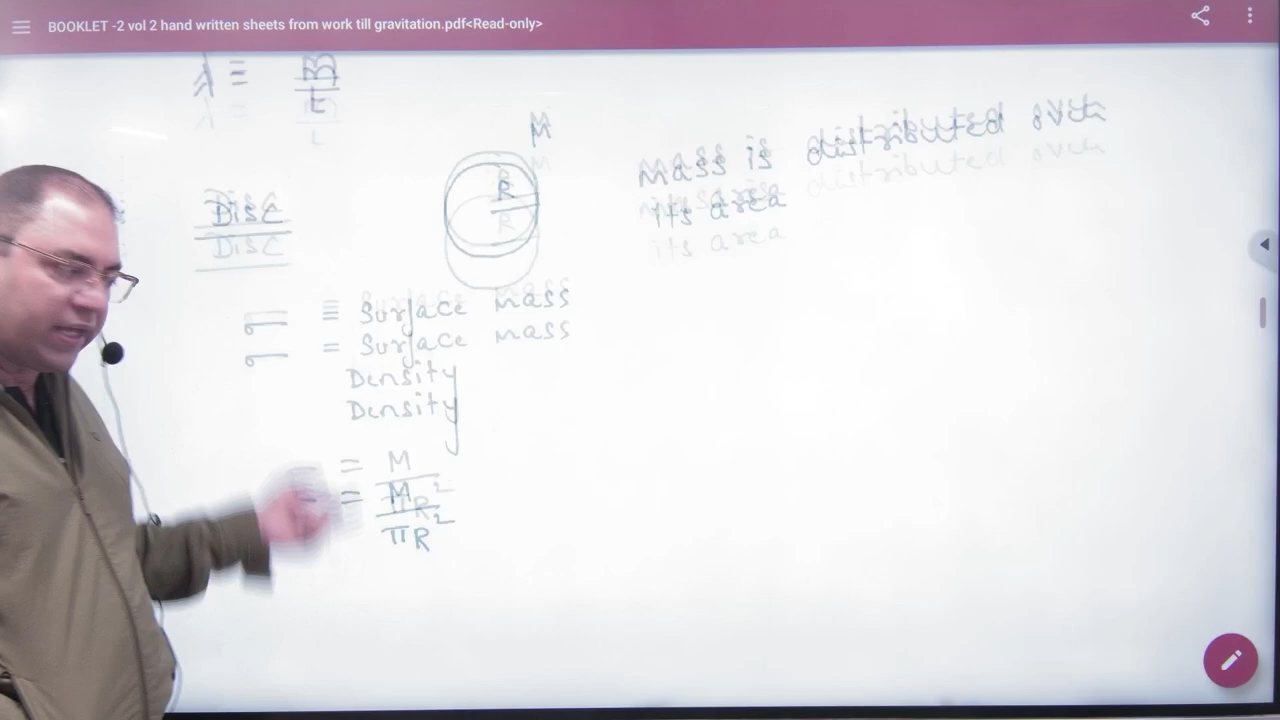 BOOKLET -2 vol 2 hand written sheets from work till gravitation.pdf<Read-only>
λ = M/L
M
R
Disc
mass is distributed over
its area
σ = Surface mass
Density
= M/πR²